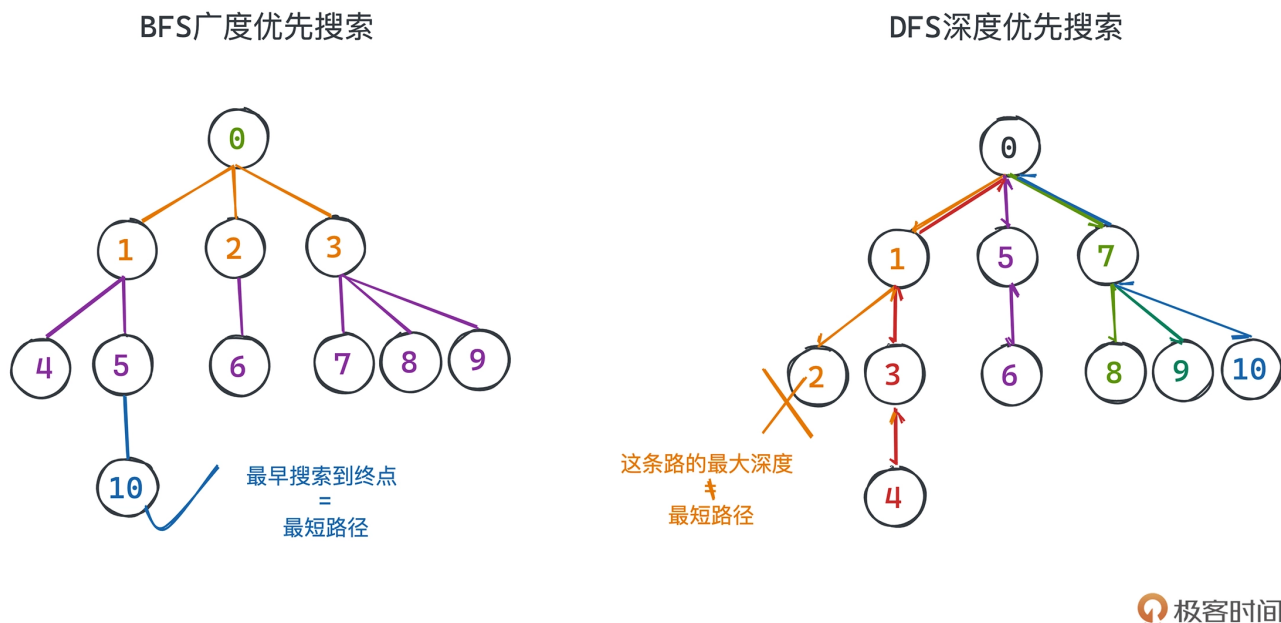 BFS广度优先搜索
0
1 2 3
4 5 6 7 8 9
10
最早搜索到终点
=
最短路径
DFS深度优先搜索
0
1 5 7
2 3 6 8 9 10
4
这条路的最大深度
≠
最短路径
极客时间